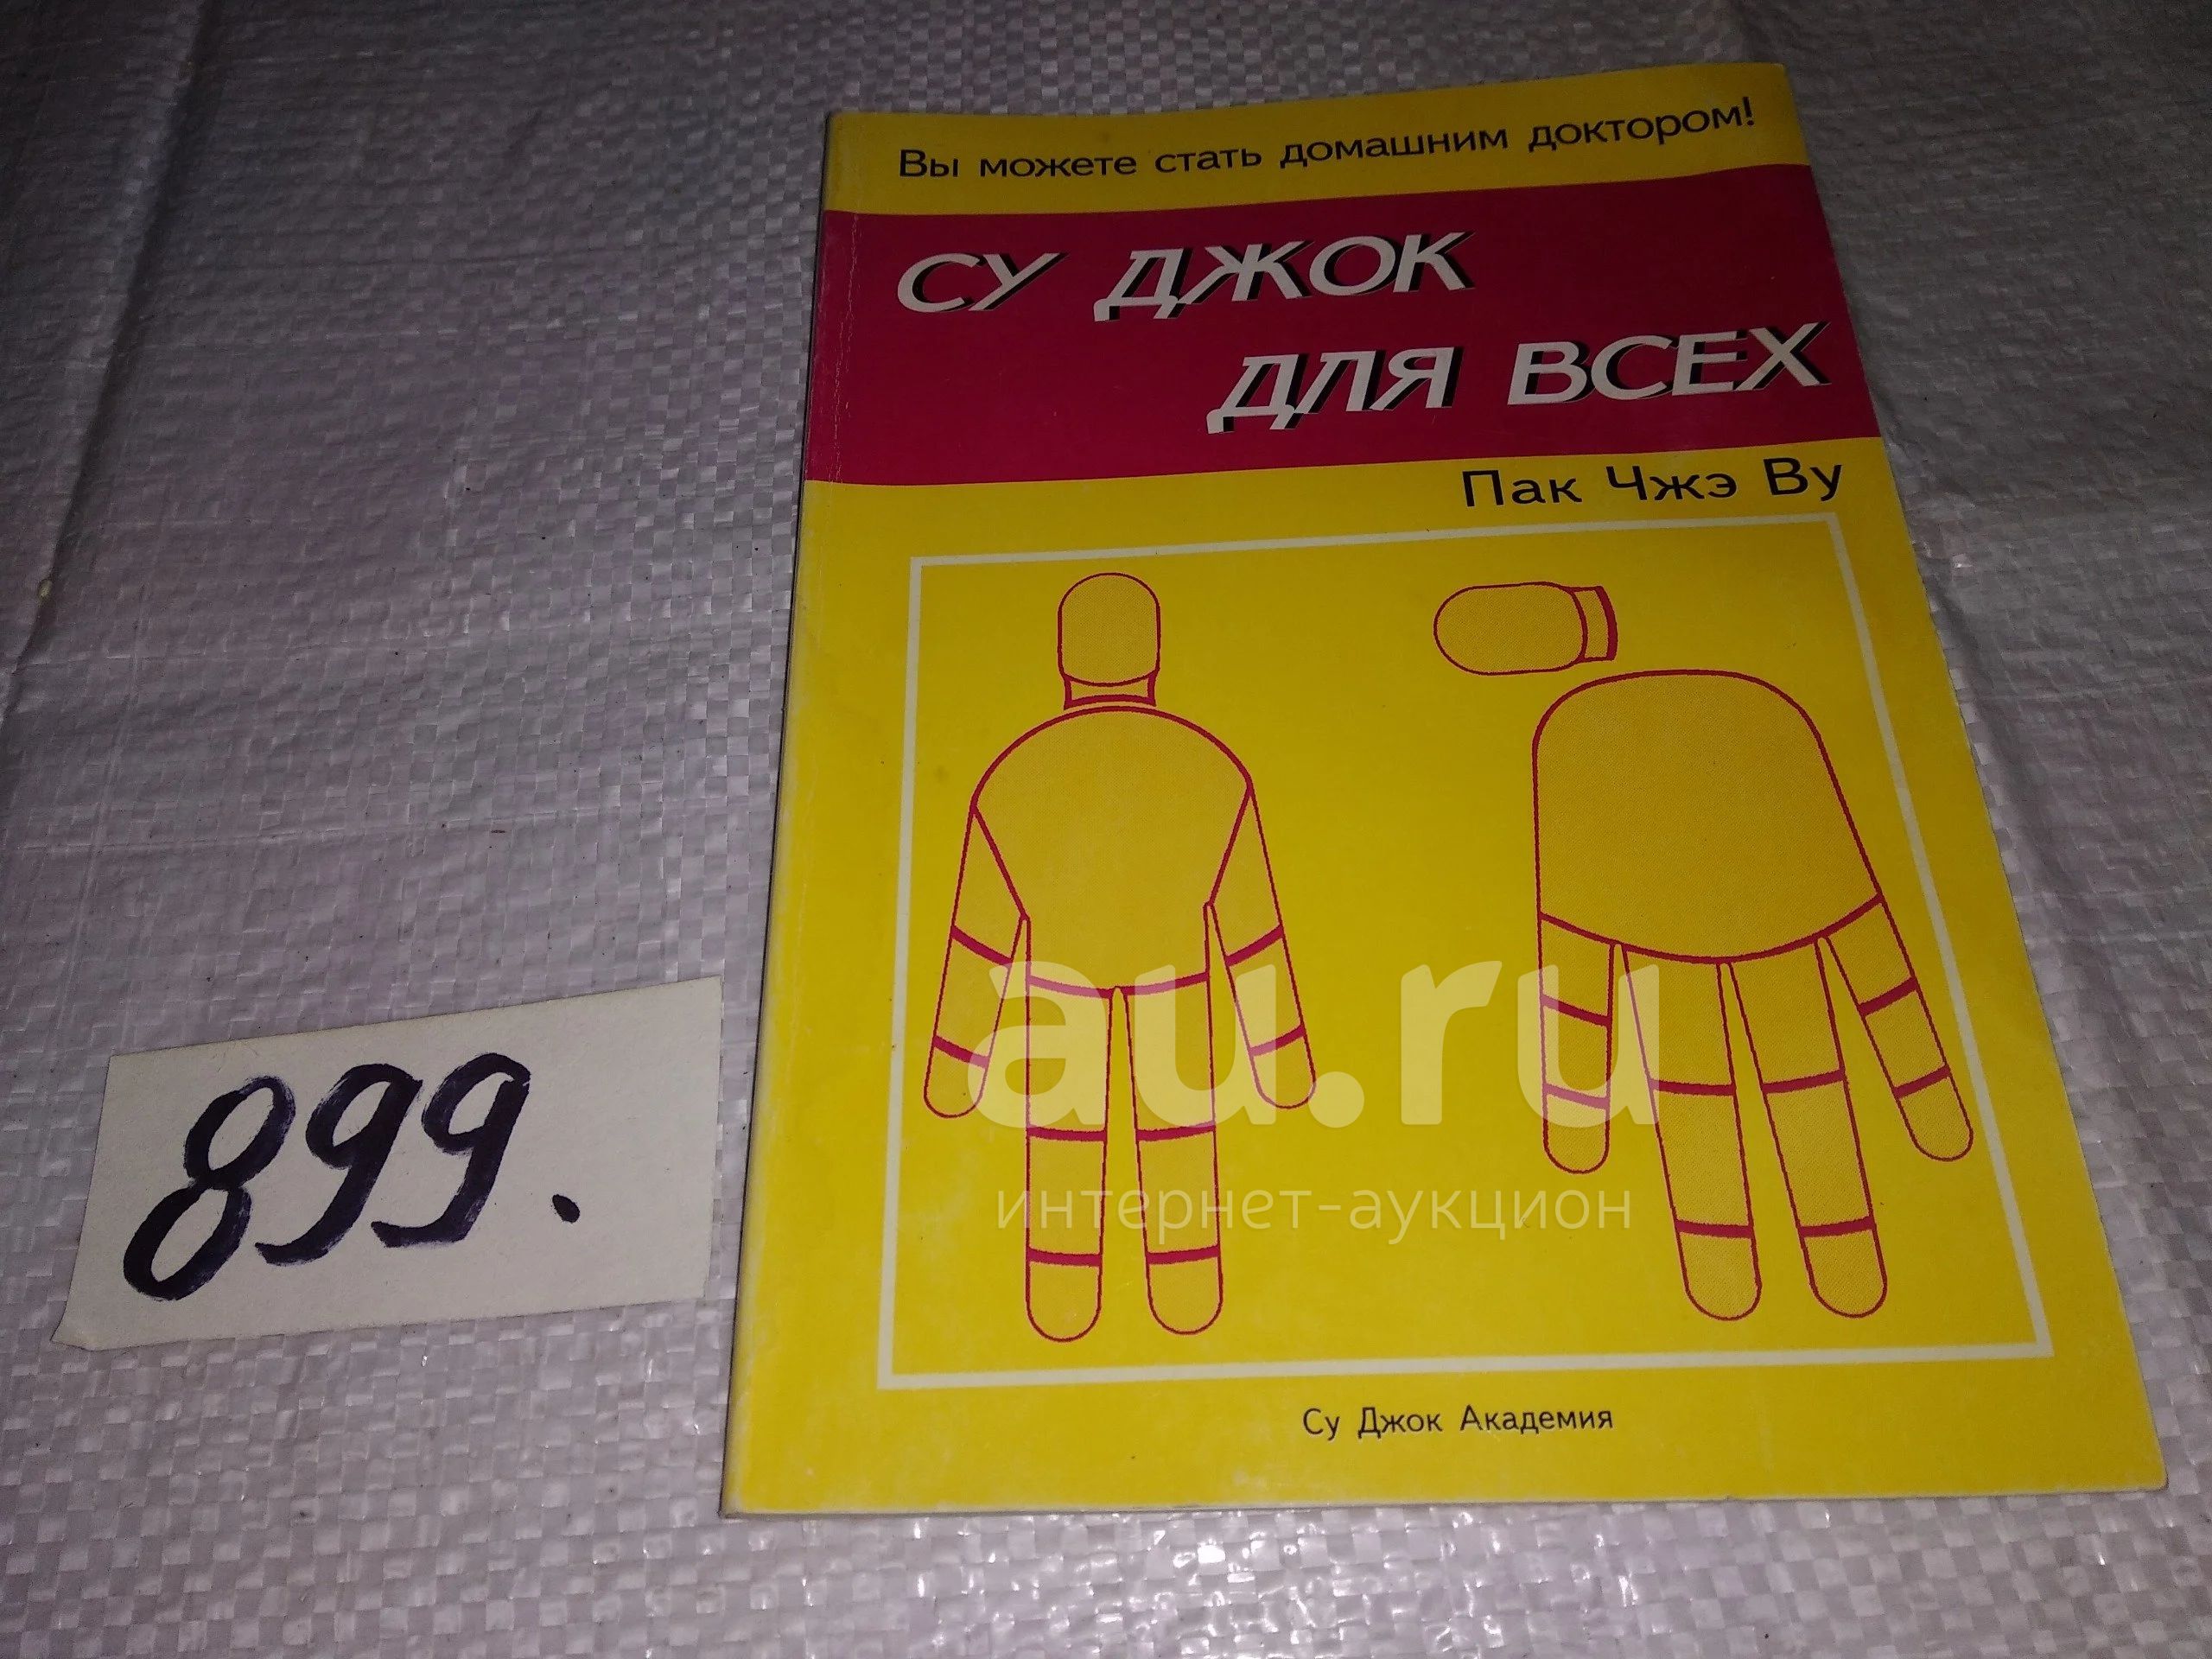 Вы можете стать домашним доктором!
СУ ДЖОК
ДЛЯ ВСЕХ
Пак Чжэ Ву
899.
au.ru
интернет-аукцион
Су Джок Академия